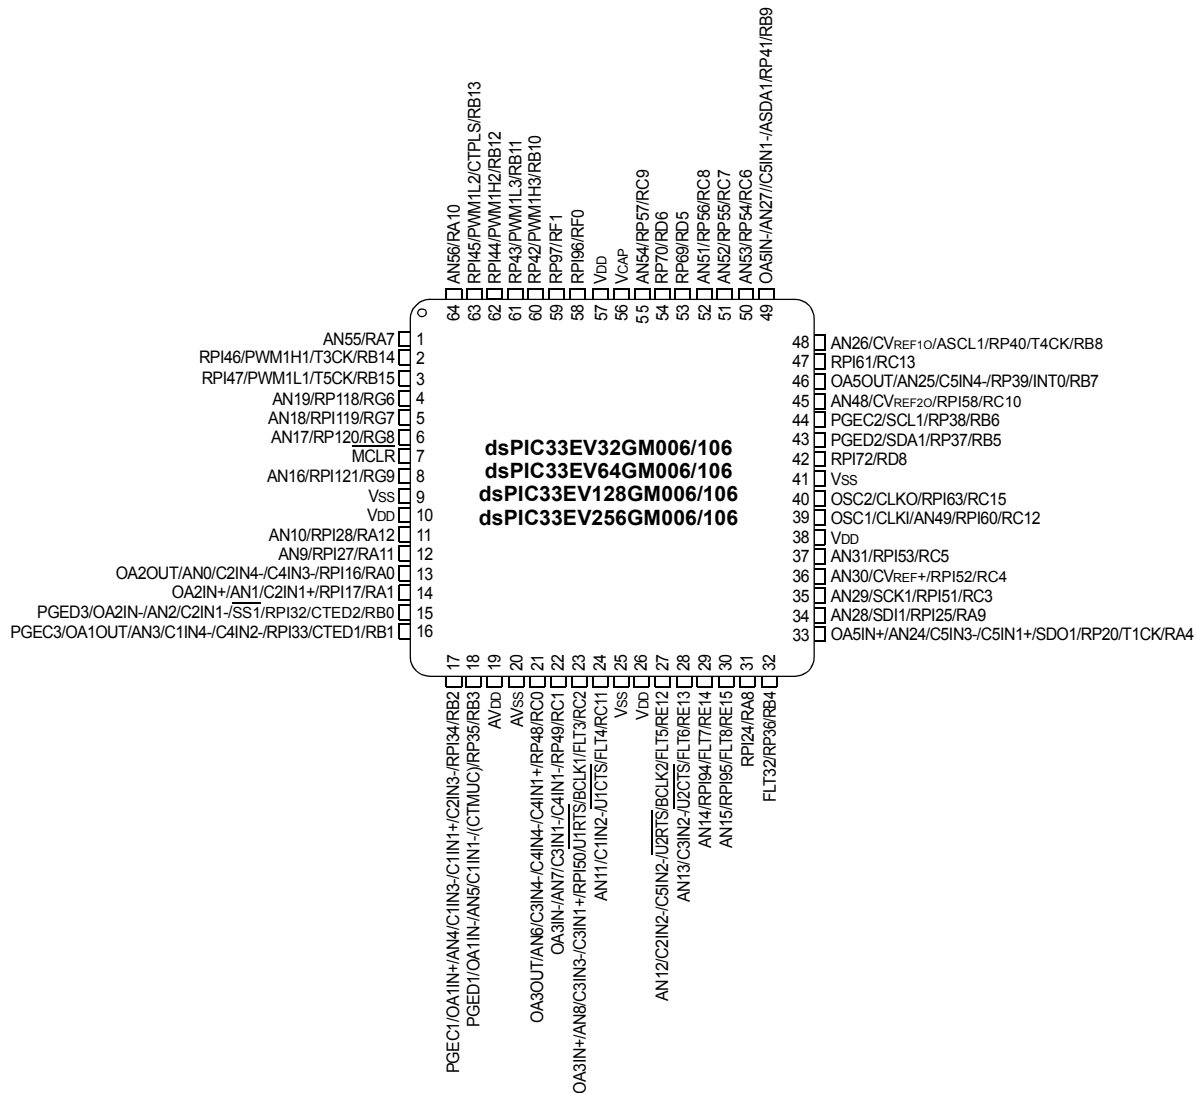 OA5IN-/AN27//C5IN1-/ASDA1/RP41/RB9
AN53/RP54/RC6
AN52/RP55/RC7
AN51/RP56/RC8
RP69/RD5
RP70/RD6
AN54/RP57/RC9
VCAP
VDD
RPI96/RF0
RP97/RF1
RP42/PWM1H3/RB10
RP43/PWM1L3/RB11
RPI44/PWM1H2/RB12
RPI45/PWM1L2/CTPLS/RB13
AN56/RA10
64 63 62 61 60 59 58 57 56 55 54 53 52 51 50 49
AN55/RA7 1
RPI46/PWM1H1/T3CK/RB14 2
RPI47/PWM1L1/T5CK/RB15 3
AN19/RP118/RG6 4
AN18/RPI119/RG7 5
AN17/RP120/RG8 6
MCLR 7
AN16/RPI121/RG9 8
VSS 9
VDD 10
AN10/RPI28/RA12 11
AN9/RPI27/RA11 12
OA2OUT/AN0/C2IN4-/C4IN3-/RPI16/RA0 13
OA2IN+/AN1/C2IN1+/RPI17/RA1 14
PGED3/OA2IN-/AN2/C2IN1-/SS1/RPI32/CTED2/RB0 15
PGEC3/OA1OUT/AN3/C1IN4-/C4IN2-/RPI33/CTED1/RB1 16
dsPIC33EV32GM006/106
dsPIC33EV64GM006/106
dsPIC33EV128GM006/106
dsPIC33EV256GM006/106
48 AN26/CVREF1O/ASCL1/RP40/T4CK/RB8
47 RPI61/RC13
46 OA5OUT/AN25/C5IN4-/RP39/INT0/RB7
45 AN48/CVREF2O/RPI58/RC10
44 PGEC2/SCL1/RP38/RB6
43 PGED2/SDA1/RP37/RB5
42 RPI72/RD8
41 VSS
40 OSC2/CLKO/RPI63/RC15
39 OSC1/CLKI/AN49/RPI60/RC12
38 VDD
37 AN31/RPI53/RC5
36 AN30/CVREF+/RPI52/RC4
35 AN29/SCK1/RPI51/RC3
34 AN28/SDI1/RPI25/RA9
33 OA5IN+/AN24/C5IN3-/C5IN1+/SDO1/RP20/T1CK/RA4
17 18 19 20 21 22 23 24 25 26 27 28 29 30 31 32
PGEC1/OA1IN+/AN4/C1IN3-/C1IN1+/C2IN3-/RPI34/RB2
PGED1/OA1IN-/AN5/C1IN1-/(CTMUC)/RP35/RB3
AVDD
AVSS
OA3OUT/AN6/C3IN4-/C4IN4-/C4IN1+/RP48/RC0
OA3IN-/AN7/C3IN1-/C4IN1-/RP49/RC1
OA3IN+/AN8/C3IN3-/C3IN1+/RPI50/U1RTS/BCLK1/FLT3/RC2
AN11/C1IN2-/U1CTS/FLT4/RC11
VSS
VDD
AN12/C2IN2-/C5IN2-/U2RTS/BCLK2/FLT5/RE12
AN13/C3IN2-/U2CTS/FLT6/RE13
AN14/RPI94/FLT7/RE14
AN15/RPI95/FLT8/RE15
RPI24/RA8
FLT32/RP36/RB4